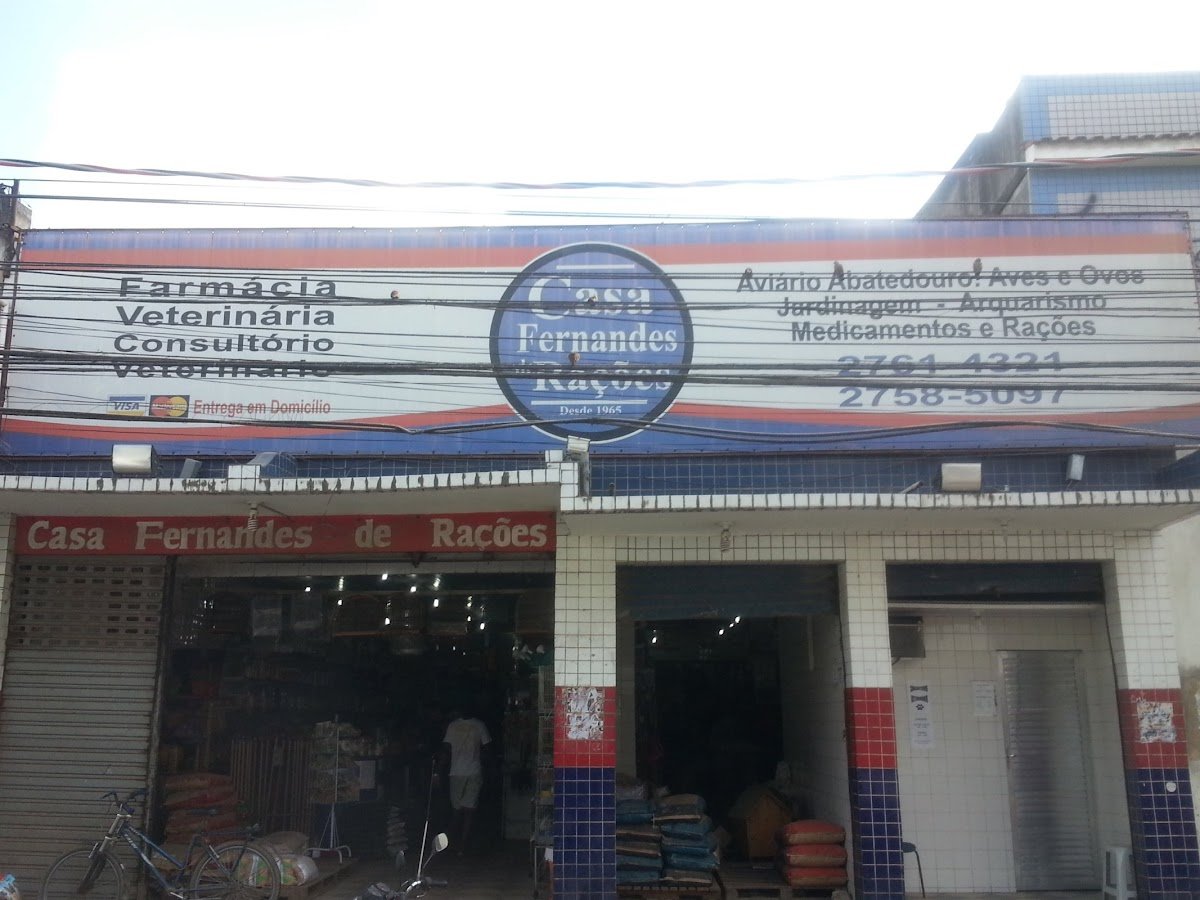 Farmácia
Veterinária
Consultório
Veterinário
VISA
Entrega em Domicílio
Casa
Fernandes
de Rações
Desde 1965
Aviário Abatedouro: Aves e Ovos
Jardinagem - Arquarismo
Medicamentos e Rações
2761-4321
2758-5097
Casa Fernandes de Rações